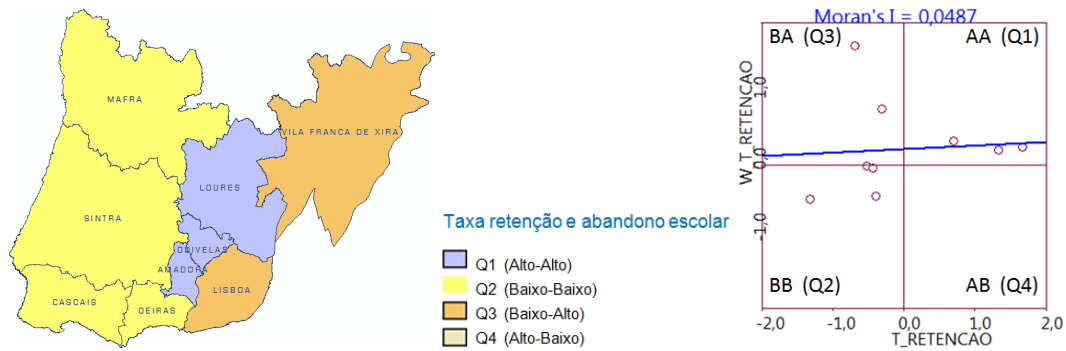 MAFRA
VILA FRANCA DE XIRA
LOURES
SINTRA
ODIVELAS
AMADORA
LISBOA
CASCAIS
OEIRAS
Taxa retenção e abandono escolar
Q1 (Alto-Alto)
Q2 (Baixo-Baixo)
Q3 (Baixo-Alto)
Q4 (Alto-Baixo)
Moran's I = 0,0487
BA (Q3)
AA (Q1)
W_T_RETENCAO
1,0
0,0
-1,0
BB (Q2)
AB (Q4)
-2,0 -1,0 0,0 1,0 2,0
T_RETENCAO